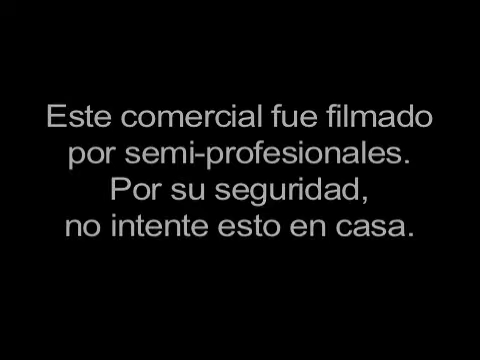 Este comercial fue filmado
por semi-profesionales.
Por su seguridad,
no intente esto en casa.